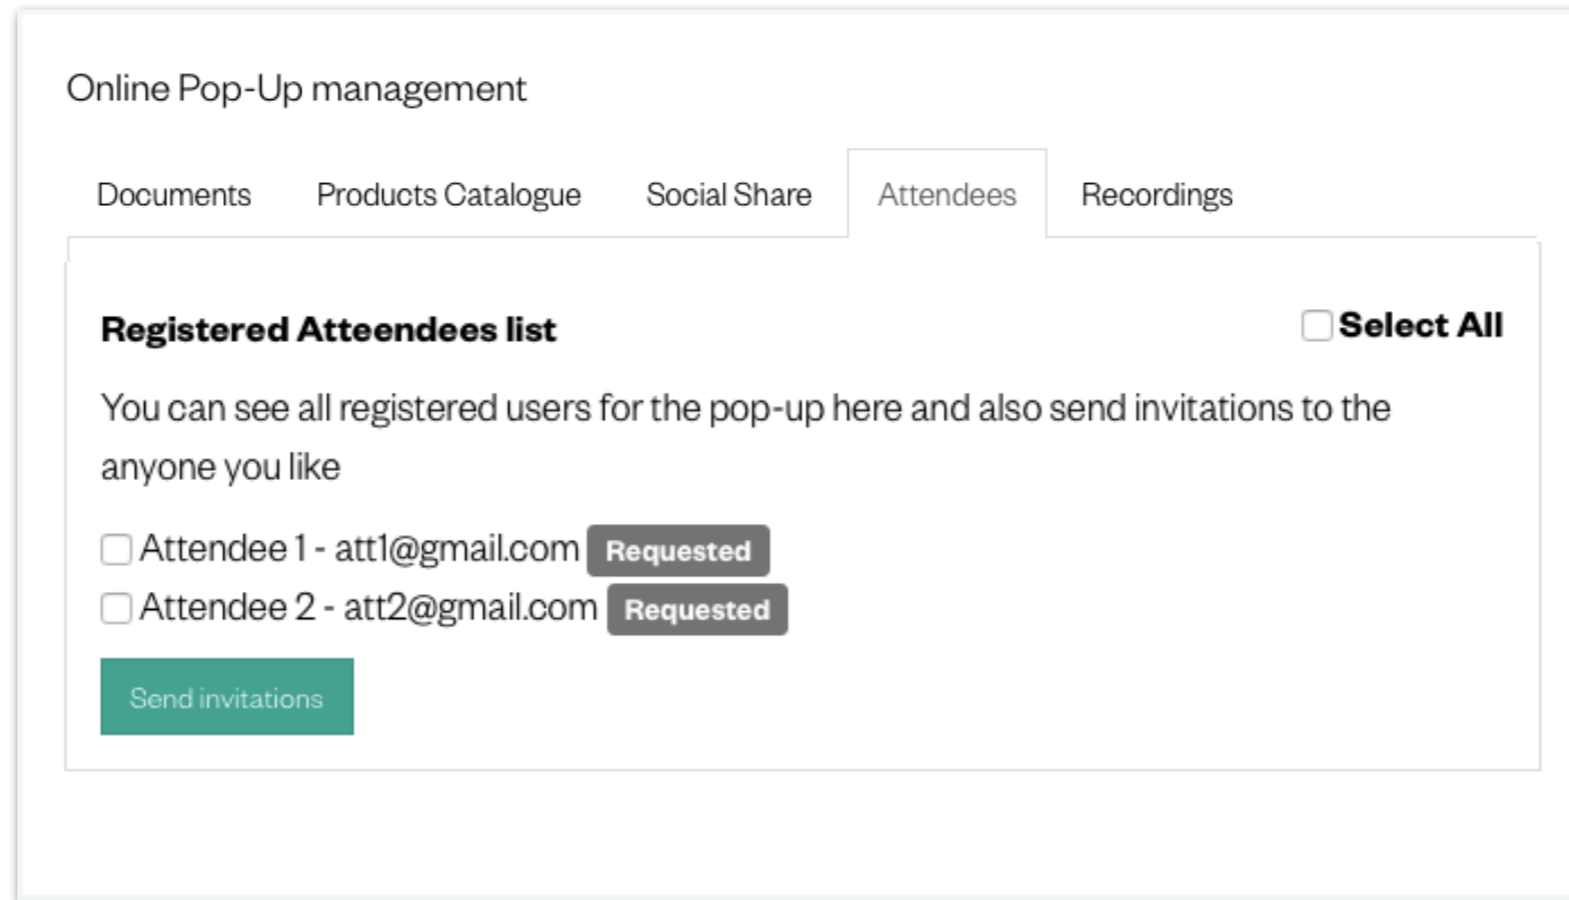 Online Pop-Up management
Documents Products Catalogue Social Share Attendees Recordings
Registered Atteendees list
Select All
You can see all registered users for the pop-up here and also send invitations to the
anyone you like
Attendee 1 - att1@gmail.com Requested
Attendee 2 - att2@gmail.com Requested
Send invitations